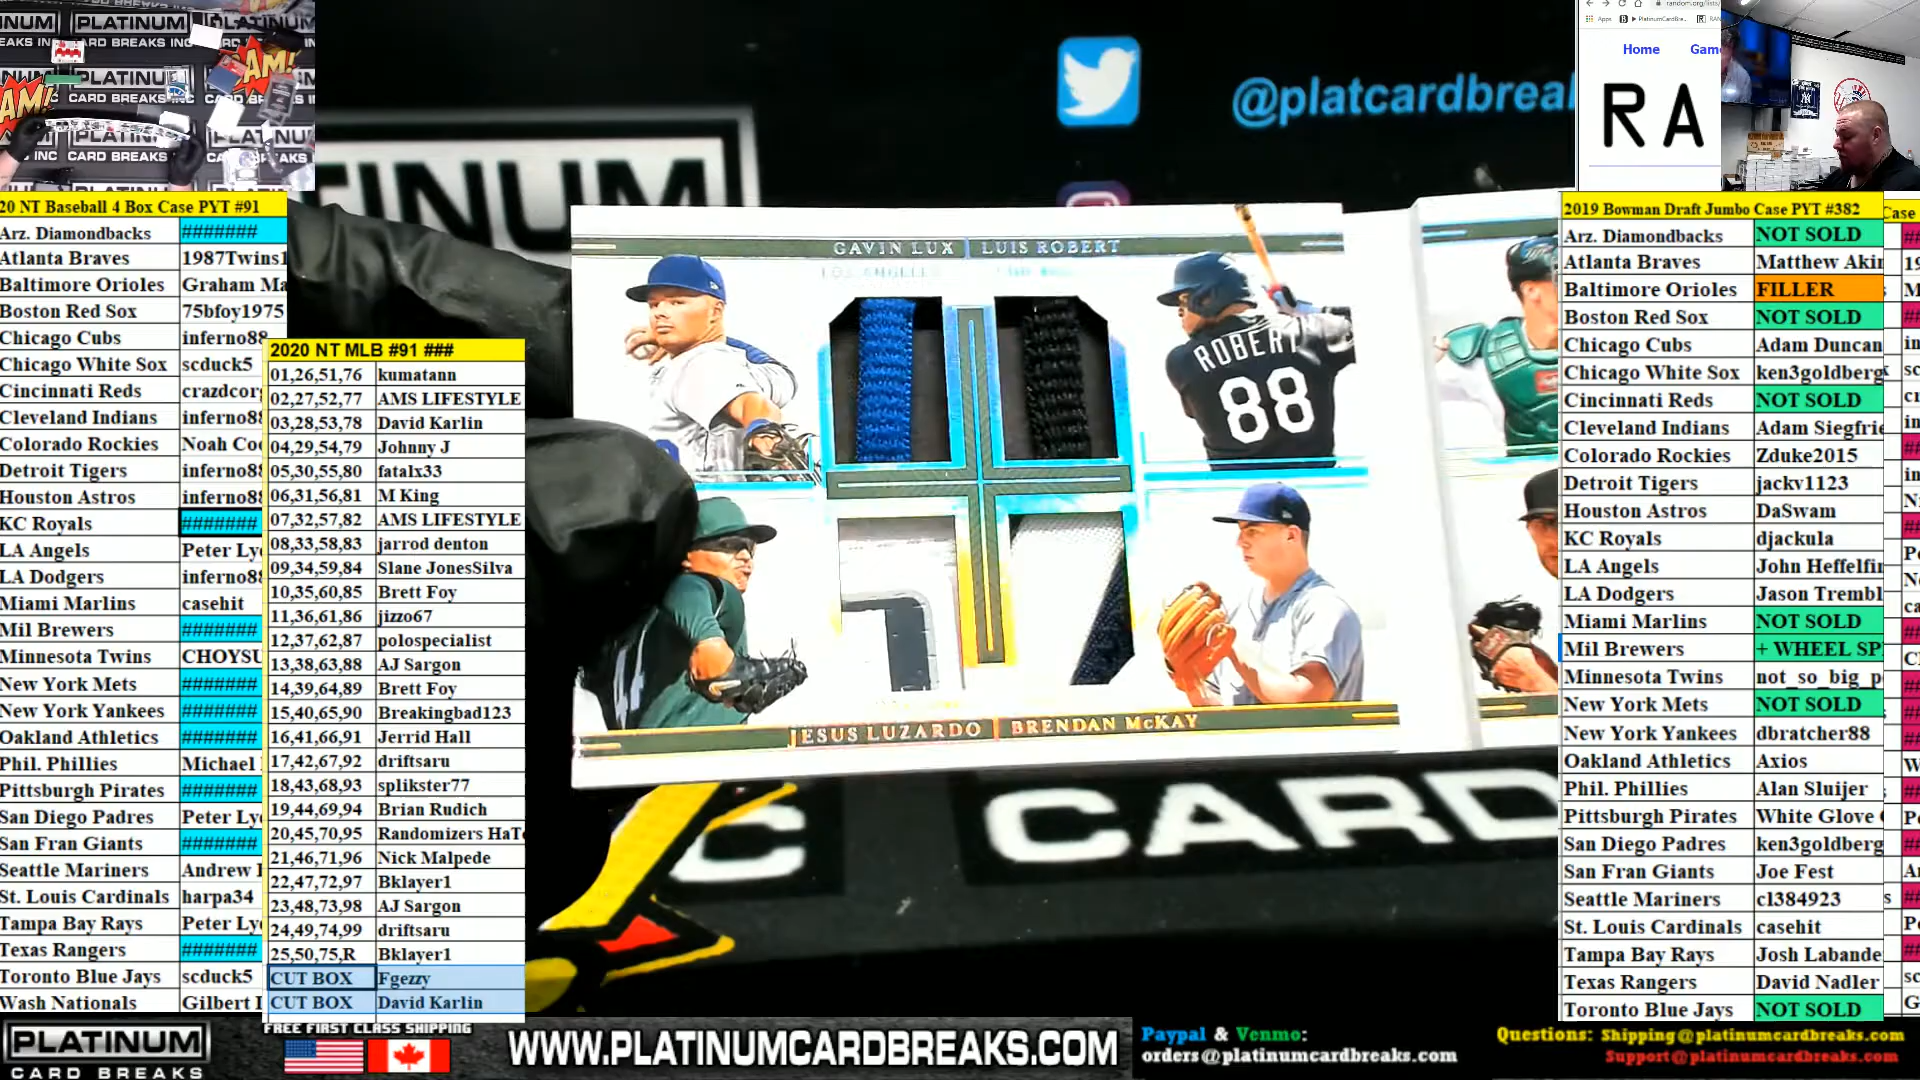 PLATINUM
CARD BREAKS INC
@platcardbreak
Home
RA
20 NT Baseball 4 Box Case PYT #91
Arz. Diamondbacks #######
Atlanta Braves 1987Twins1
Baltimore Orioles Graham Ma
Boston Red Sox 75bfoy1975
Chicago Cubs inferno88
Chicago White Sox scduck5
Cincinnati Reds crazdcor
Cleveland Indians inferno88
Colorado Rockies Noah Co
Detroit Tigers inferno88
Houston Astros inferno88
KC Royals #######
LA Angels Peter Ly
LA Dodgers inferno88
Miami Marlins casehit
Mil Brewers #######
Minnesota Twins CHOYSU
New York Mets #######
New York Yankees #######
Oakland Athletics #######
Phil. Phillies Michael
Pittsburgh Pirates #######
San Diego Padres Peter Ly
San Fran Giants #######
Seattle Mariners Andrew
St. Louis Cardinals harpa34
Tampa Bay Rays Peter Ly
Texas Rangers #######
Toronto Blue Jays scduck5
Wash Nationals Gilbert
2020 NT MLB #91 ###
01,26,51,76 kumatann
02,27,52,77 AMS LIFESTYLE
03,28,53,78 David Karlin
04,29,54,79 Johnny J
05,30,55,80 fatalx33
06,31,56,81 M King
07,32,57,82 AMS LIFESTYLE
08,33,58,83 jarrod denton
09,34,59,84 Slane JonesSilva
10,35,60,85 Brett Foy
11,36,61,86 jizzo67
12,37,62,87 polospecialist
13,38,63,88 AJ Sargon
14,39,64,89 Brett Foy
15,40,65,90 Breakingbad123
16,41,66,91 Jerrid Hall
17,42,67,92 driftsaru
18,43,68,93 splikster77
19,44,69,94 Brian Rudich
20,45,70,95 Randomizers HaT
21,46,71,96 Nick Malpede
22,47,72,97 Bklayer1
23,48,73,98 AJ Sargon
24,49,74,99 driftsaru
25,50,75,R Bklayer1
CUT BOX Fgezzy
CUT BOX David Karlin
GAVIN LUX | LUIS ROBERT
ROBERT
88
JESUS LUZARDO | BRENDAN McKAY
CARD
2019 Bowman Draft Jumbo Case PYT #382
Arz. Diamondbacks NOT SOLD
Atlanta Braves Matthew Akin
Baltimore Orioles FILLER
Boston Red Sox NOT SOLD
Chicago Cubs Adam Duncan
Chicago White Sox ken3goldberg
Cincinnati Reds NOT SOLD
Cleveland Indians Adam Siegfrie
Colorado Rockies Zduke2015
Detroit Tigers jackv1123
Houston Astros DaSwam
KC Royals djackula
LA Angels John Heffelfin
LA Dodgers Jason Trembl
Miami Marlins NOT SOLD
Mil Brewers + WHEEL SP
Minnesota Twins not_so_big_p
New York Mets NOT SOLD
New York Yankees dbratcher88
Oakland Athletics Axios
Phil. Phillies Alan Sluijer
Pittsburgh Pirates White Glove
San Diego Padres ken3goldberg
San Fran Giants Joe Fest
Seattle Mariners cl384923
St. Louis Cardinals casehit
Tampa Bay Rays Josh Labande
Texas Rangers David Nadler
Toronto Blue Jays NOT SOLD
PLATINUM
CARD BREAKS
FREE FIRST CLASS SHIPPING
WWW.PLATINUMCARDBREAKS.COM
Paypal & Venmo:
orders@platinumcardbreaks.com
Questions: Shipping@platinumcardbreaks.com
Support@platinumcardbreaks.com